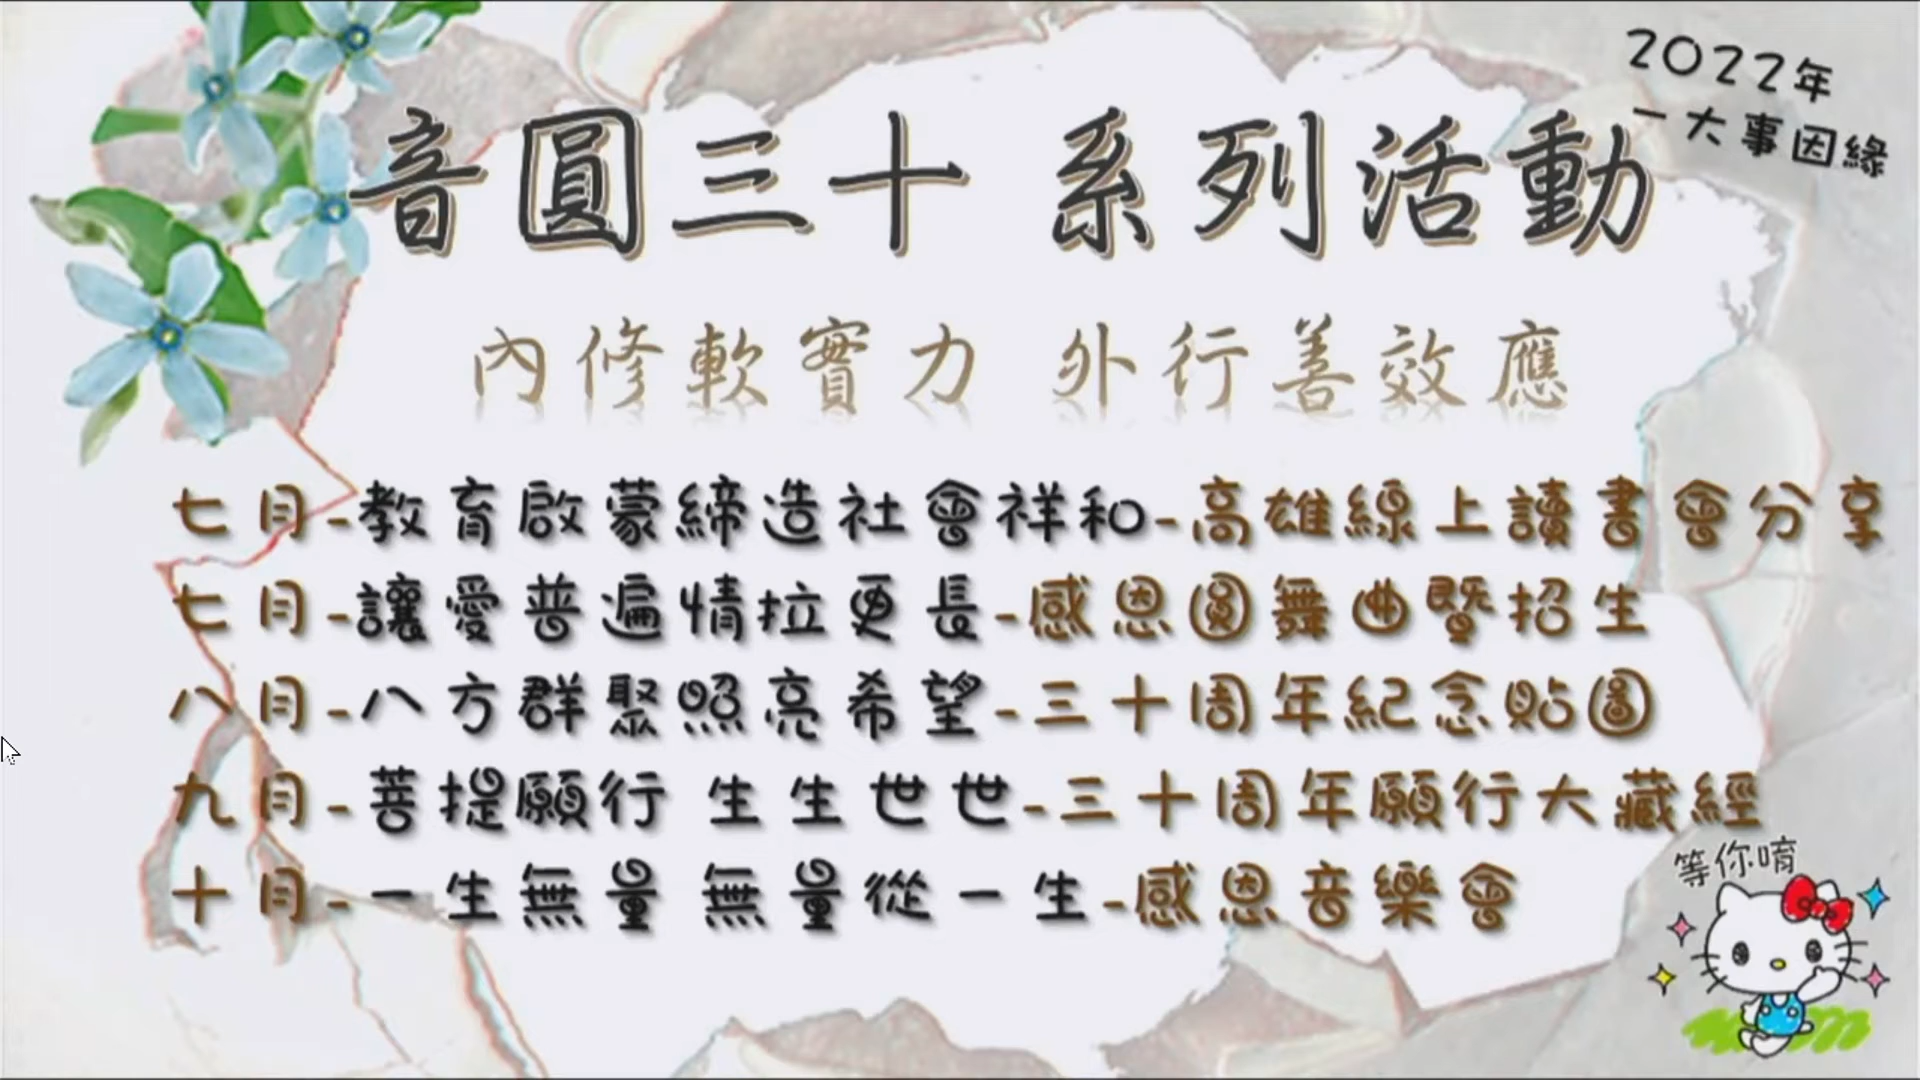 2022年
一大事因緣
音圓三十 系列活動
內修軟實力 外行善效應
七月-教育啟蒙締造社會祥和-高雄線上讀書會分享
七月-讓愛普遍情拉更長-感恩圓舞曲暨招生
八月-八方群聚照亮希望-三十周年紀念貼圖
九月-菩提願行 生生世世-三十周年願行大藏經
十月-一生無量 無量從一生-感恩音樂會
等你唷